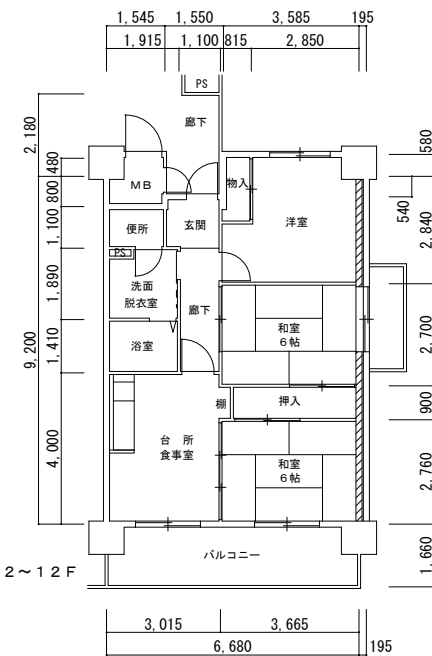 1,545 1,550 3,585 195
1,915 1,100 815 2,850
PS
廊下
2,180
480
580
MB
物入
800
540
玄関
洋室
便所
1,100
2,840
PS
1,890
洗面
脱衣室
廊下
和室
6帖
2,700
9,200
1,410
浴室
棚
押入
900
4,000
台 所
食事室
和室
6帖
2,760
バルコニー
1,660
2~12F
3,015 3,665
6,680 195